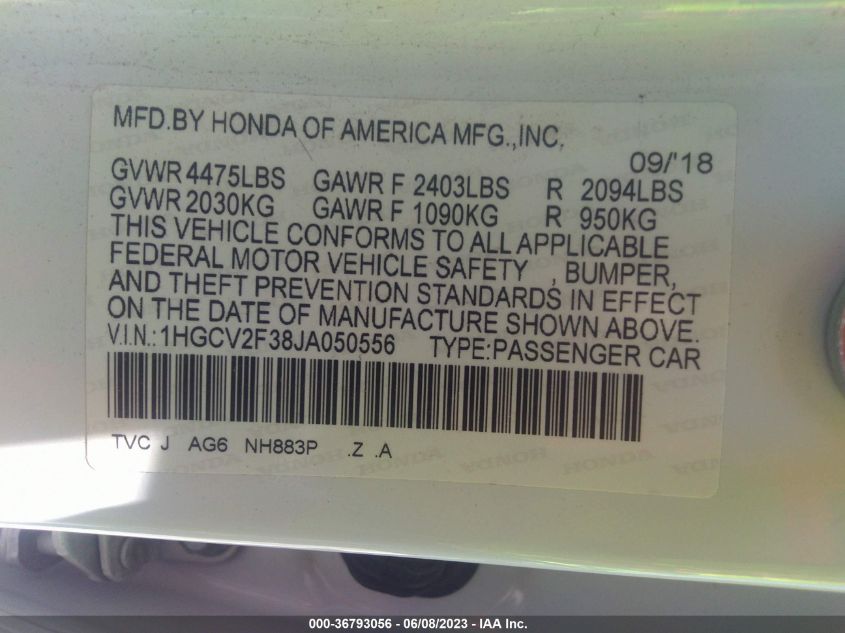 MFD.BY HONDA OF AMERICA MFG.,INC.
09/'18
GVWR 4475LBS GAWR F 2403LBS R 2094LBS
GVWR 2030KG GAWR F 1090KG R 950KG
THIS VEHICLE CONFORMS TO ALL APPLICABLE
FEDERAL MOTOR VEHICLE SAFETY , BUMPER,
AND THEFT PREVENTION STANDARDS IN EFFECT
ON THE DATE OF MANUFACTURE SHOWN ABOVE.
V.I.N.:1HGCV2F38JA050556 TYPE:PASSENGER CAR
TVC J AG6 NH883P .Z .A
000-36793056 - 06/08/2023 - IAA Inc.